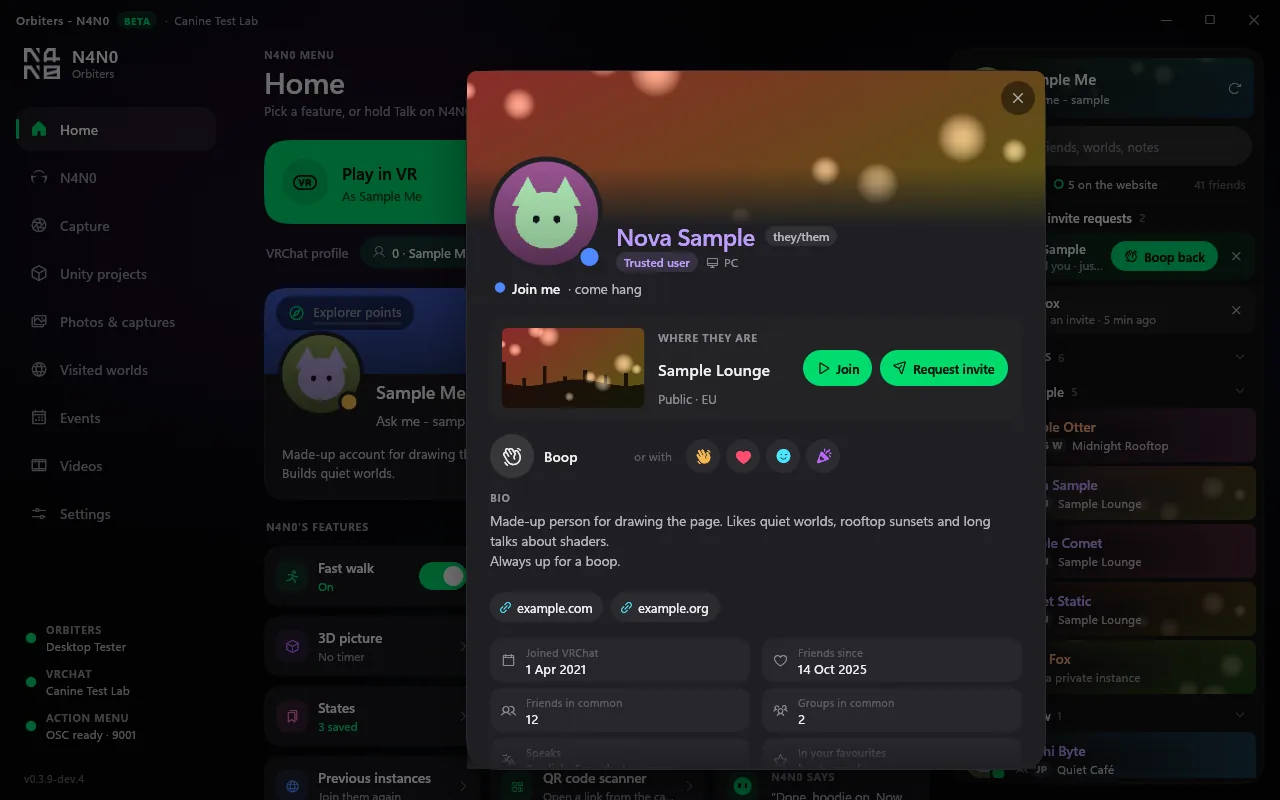 Orbiters - N4N0 BETA · Canine Test Lab
N4N0
Orbiters
Home
N4N0
Capture
Unity projects
Photos & captures
Visited worlds
Events
Videos
Settings
ORBITERS
Desktop Tester
VRCHAT
Canine Test Lab
ACTION MENU
OSC ready · 9001
v0.3.9-dev.4
N4N0 MENU
Home
Pick a feature, or hold Talk on N4N
VR
Play in VR
As Sample Me
VRChat profile
0 · Sample M
Explorer points
Sample Me
Ask me - samp
Made-up account for drawing t
Builds quiet worlds.
N4N0'S FEATURES
Fast walk
On
3D picture
No timer
States
3 saved
Previous instances
Join them again
QR code scanner
Open a link from the ca...
N4N0 SAYS
"Done, hoodie on. Now
Nova Sample they/them
Trusted user PC
Join me · come hang
WHERE THEY ARE
Sample Lounge
Public · EU
Join
Request invite
Boop or with
BIO
Made-up person for drawing the page. Likes quiet worlds, rooftop sunsets and long
talks about shaders.
Always up for a boop.
example.com example.org
Joined VRChat
1 Apr 2021
Friends since
14 Oct 2025
Friends in common
12
Groups in common
2
Speaks
In your favourites
ple Me
me - sample
ends, worlds, notes
5 on the website 41 friends
invite requests 2
Sample
you · jus...
Boop back
ox
an invite · 5 min ago
S 6
ple 5
le Otter
W Midnight Rooftop
Sample
Sample Lounge
le Comet
Sample Lounge
et Static
Sample Lounge
Fox
a private instance
w 1
hi Byte
JP Quiet Café